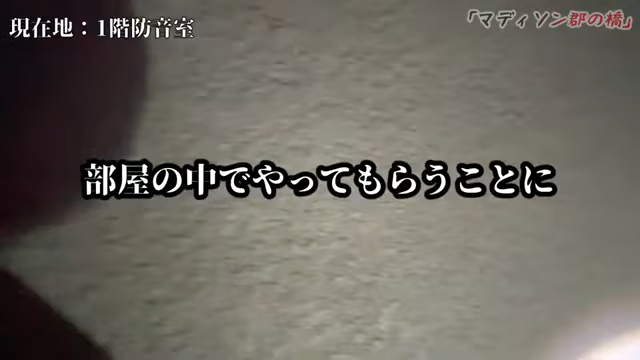 現在地：1階防音室
「マディソン郡の橋」
部屋の中でやってもらうことに